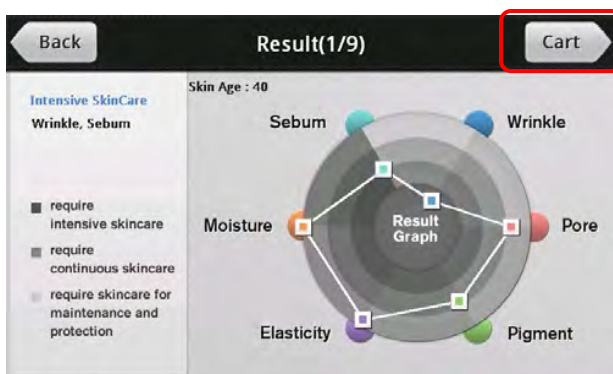 Back
Result(1/9)
Cart
Intensive SkinCare
Wrinkle, Sebum
require
intensive skincare
require
continuous skincare
require skincare for
maintenance and
protection
Skin Age : 40
Sebum
Wrinkle
Moisture
Result
Graph
Pore
Elasticity
Pigment